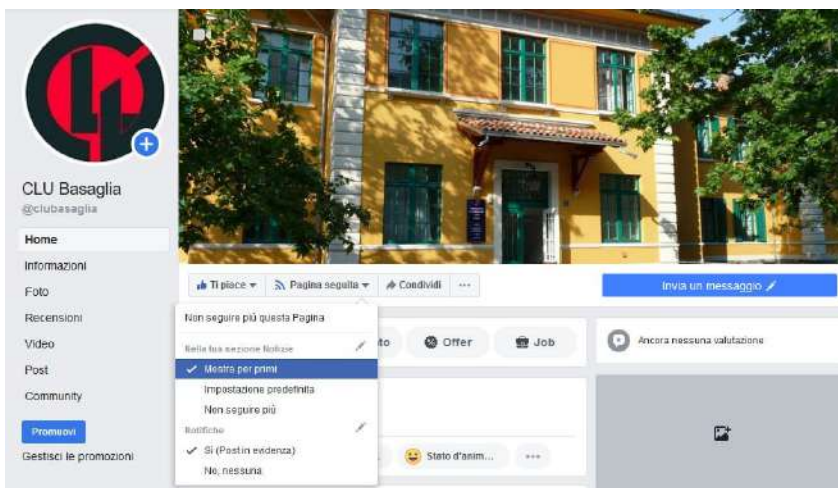 CLU Basaglia
@clubasaglia
Home
Informazioni
Foto
Recensioni
Video
Post
Community
Promuovi
Gestisci le promozioni
Ti piace
Pagina seguita
Condividi
Invia un messaggio
Non seguire più questa Pagina
Nella tua sezione Notizie
Mostra per primi
Impostazione predefinita
Non seguire più
Notifiche
Sì (Post in evidenza)
No, nessuna
Offer
Job
Ancora nessuna valutazione
Stato d'anim...